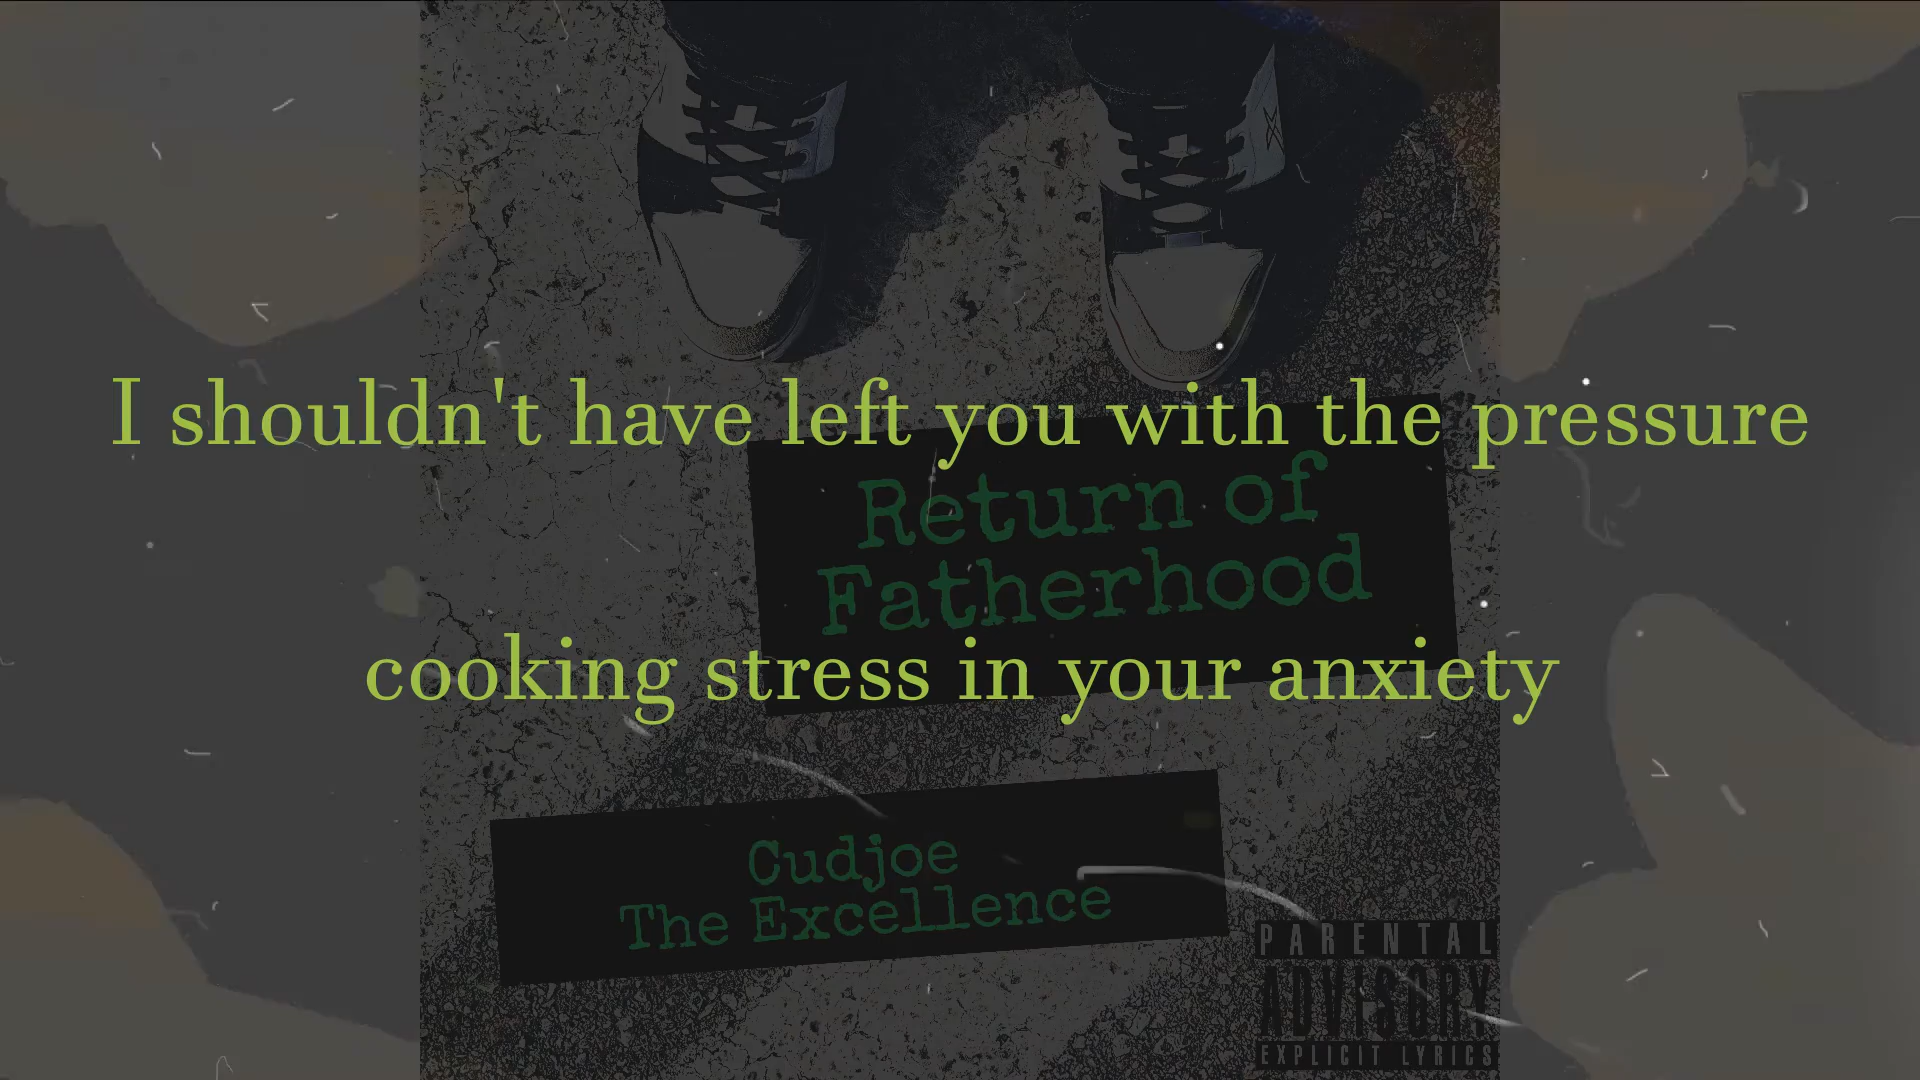 I shouldn't have left you with the pressure
Return of
Fatherhood
cooking stress in your anxiety
Cudjoe
The Excellence
PARENTAL
ADVISORY
EXPLICIT LYRICS